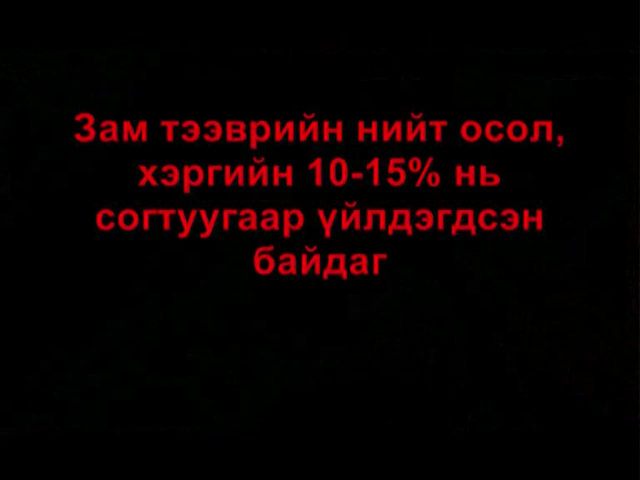 Зам тээврийн нийт осол,
хэргийн 10-15% нь
согтуугаар үйлдэгдсэн
байдаг